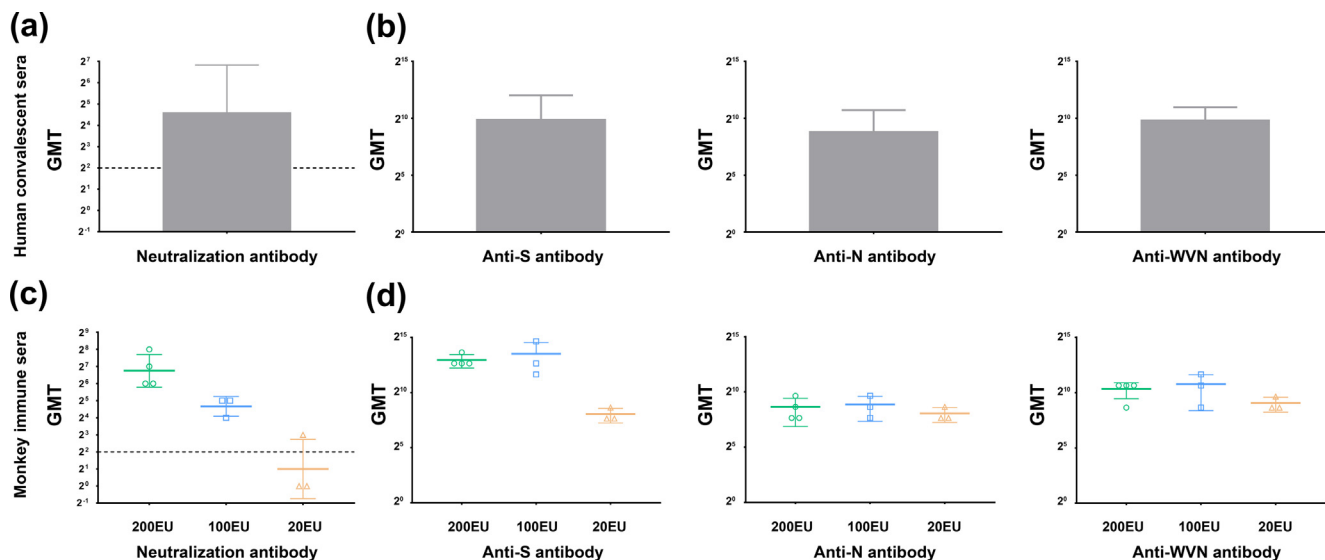 (a)
(b)
Human convalescent sera
GMT
2⁷
2⁶
2⁵
2⁴
2³
2²
2¹
2⁰
2⁻¹
Neutralization antibody
GMT
2¹⁵
2¹⁰
2⁵
2⁰
Anti-S antibody
GMT
2¹⁵
2¹⁰
2⁵
2⁰
Anti-N antibody
GMT
2¹⁵
2¹⁰
2⁵
2⁰
Anti-WVN antibody
(c)
(d)
Monkey immune sera
GMT
2⁹
2⁸
2⁷
2⁶
2⁵
2⁴
2³
2²
2¹
2⁰
2⁻¹
200EU 100EU 20EU
Neutralization antibody
GMT
2¹⁵
2¹⁰
2⁵
2⁰
200EU 100EU 20EU
Anti-S antibody
GMT
2¹⁵
2¹⁰
2⁵
2⁰
200EU 100EU 20EU
Anti-N antibody
GMT
2¹⁵
2¹⁰
2⁵
2⁰
200EU 100EU 20EU
Anti-WVN antibody